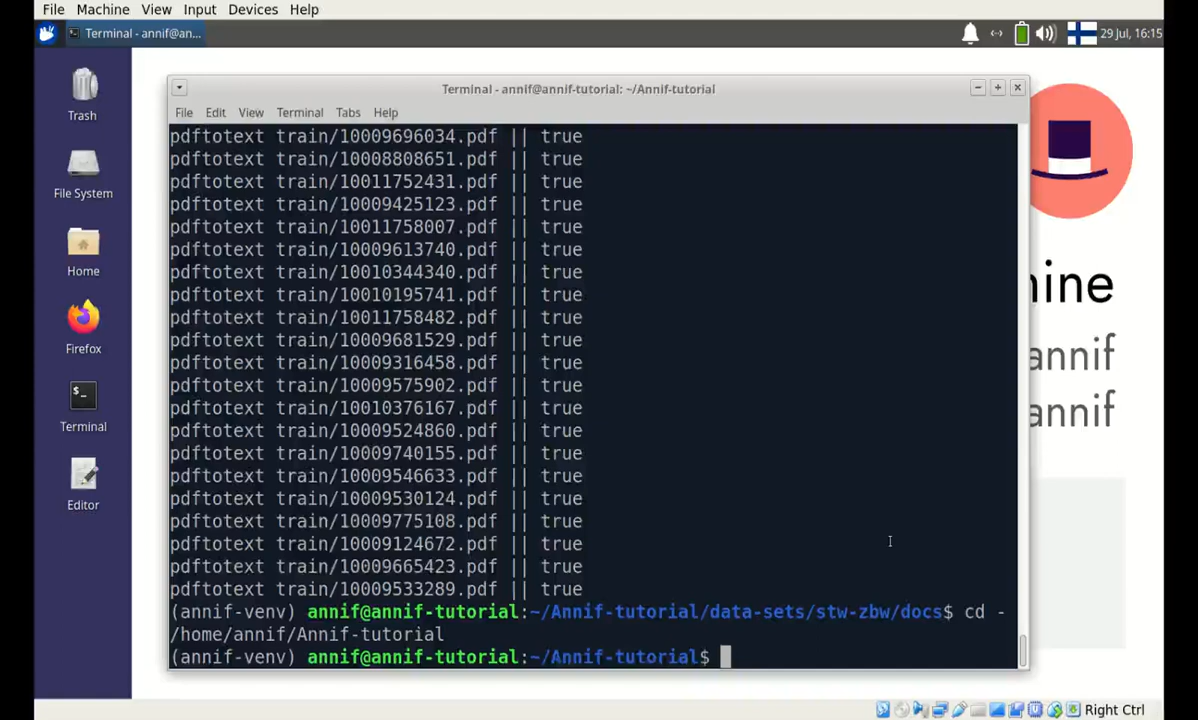 File Machine View Input Devices Help
Terminal - annif@an...
29 Jul, 16:15
Trash
File System
Home
Firefox
Terminal
Editor
Terminal - annif@annif-tutorial: ~/Annif-tutorial
File Edit View Terminal Tabs Help
pdftotext train/10009696034.pdf || true
pdftotext train/10008808651.pdf || true
pdftotext train/10011752431.pdf || true
pdftotext train/10009425123.pdf || true
pdftotext train/10011758007.pdf || true
pdftotext train/10009613740.pdf || true
pdftotext train/10010344340.pdf || true
pdftotext train/10010195741.pdf || true
pdftotext train/10011758482.pdf || true
pdftotext train/10009681529.pdf || true
pdftotext train/10009316458.pdf || true
pdftotext train/10009575902.pdf || true
pdftotext train/10010376167.pdf || true
pdftotext train/10009524860.pdf || true
pdftotext train/10009740155.pdf || true
pdftotext train/10009546633.pdf || true
pdftotext train/10009530124.pdf || true
pdftotext train/10009775108.pdf || true
pdftotext train/10009124672.pdf || true
pdftotext train/10009665423.pdf || true
pdftotext train/10009533289.pdf || true
(annif-venv) annif@annif-tutorial:~/Annif-tutorial/data-sets/stw-zbw/docs$ cd -
/home/annif/Annif-tutorial
(annif-venv) annif@annif-tutorial:~/Annif-tutorial$
hine
annif
annif
Right Ctrl